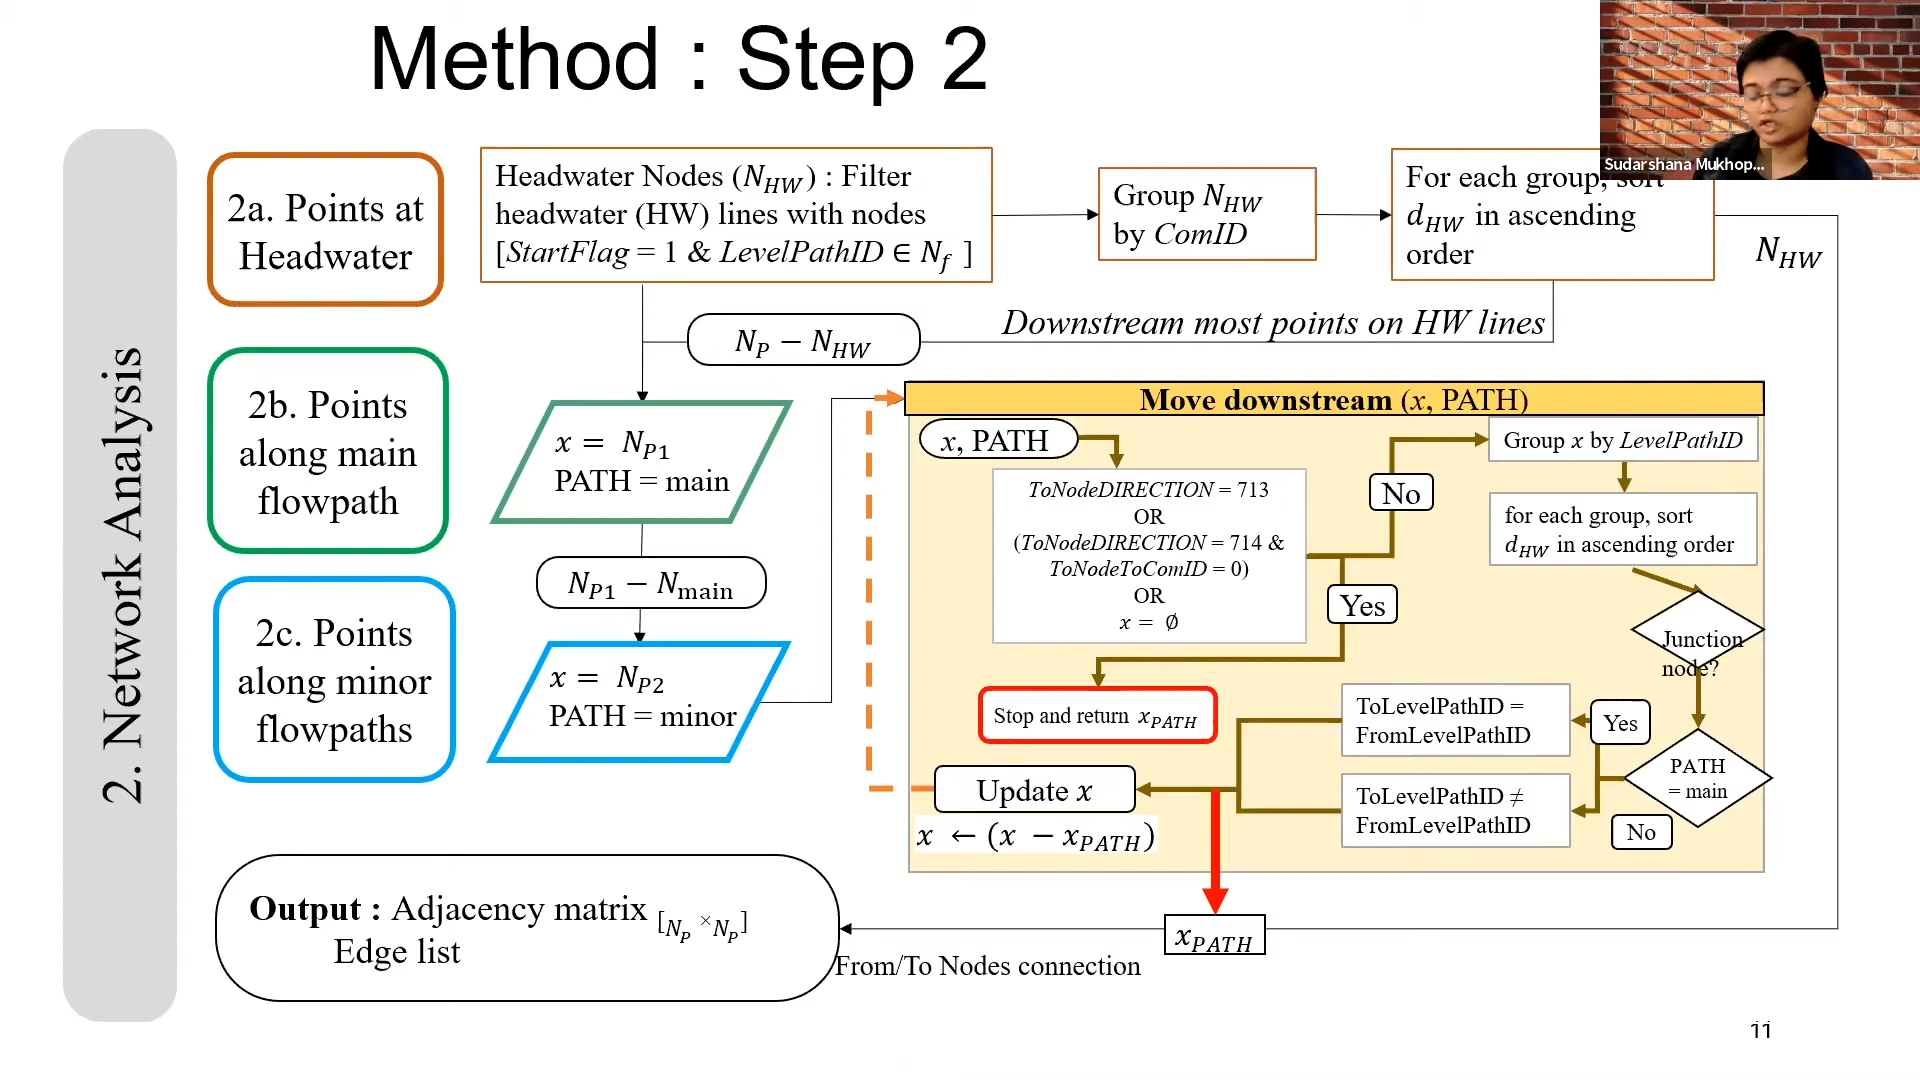 Method : Step 2
Sudarshana Mukhop...
2. Network Analysis
2a. Points at
Headwater
Headwater Nodes (N_HW) : Filter
headwater (HW) lines with nodes
[StartFlag = 1 & LevelPathID ∈ N_f ]
Group N_HW
by ComID
For each group, sort
d_HW in ascending
order
N_HW
N_P − N_HW
Downstream most points on HW lines
2b. Points
along main
flowpath
x = N_P1
PATH = main
N_P1 − N_main
2c. Points
along minor
flowpaths
x = N_P2
PATH = minor
Move downstream (x, PATH)
x, PATH
ToNodeDIRECTION = 713
OR
(ToNodeDIRECTION = 714 &
ToNodeToComID = 0)
OR
x = ∅
No
Yes
Group x by LevelPathID
for each group, sort
d_HW in ascending order
Junction
node?
PATH
= main
Yes
No
ToLevelPathID =
FromLevelPathID
ToLevelPathID ≠
FromLevelPathID
Stop and return x_PATH
Update x
x ← (x − x_PATH)
x_PATH
From/To Nodes connection
Output : Adjacency matrix [N_P × N_P]
Edge list
11